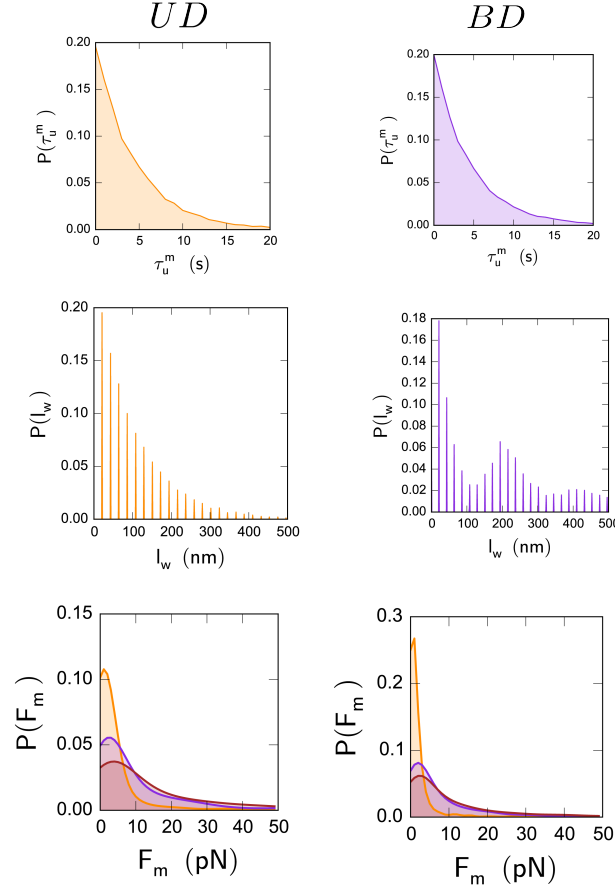 UD
BD
0.20
0.15
0.10
0.05
0.00
P(τ_u^m)
0 5 10 15 20
τ_u^m (s)
0.20
0.15
0.10
0.05
0.00
P(τ_u^m)
0 5 10 15 20
τ_u^m (s)
0.20
0.15
0.10
0.05
0.00
P(l_w)
0 100 200 300 400 500
l_w (nm)
0.18
0.16
0.14
0.12
0.10
0.08
0.06
0.04
0.02
0.00
P(l_w)
0 100 200 300 400 500
l_w (nm)
0.15
0.10
0.05
0.00
P(F_m)
0 10 20 30 40 50
F_m (pN)
0.3
0.2
0.1
0.0
P(F_m)
0 10 20 30 40 50
F_m (pN)